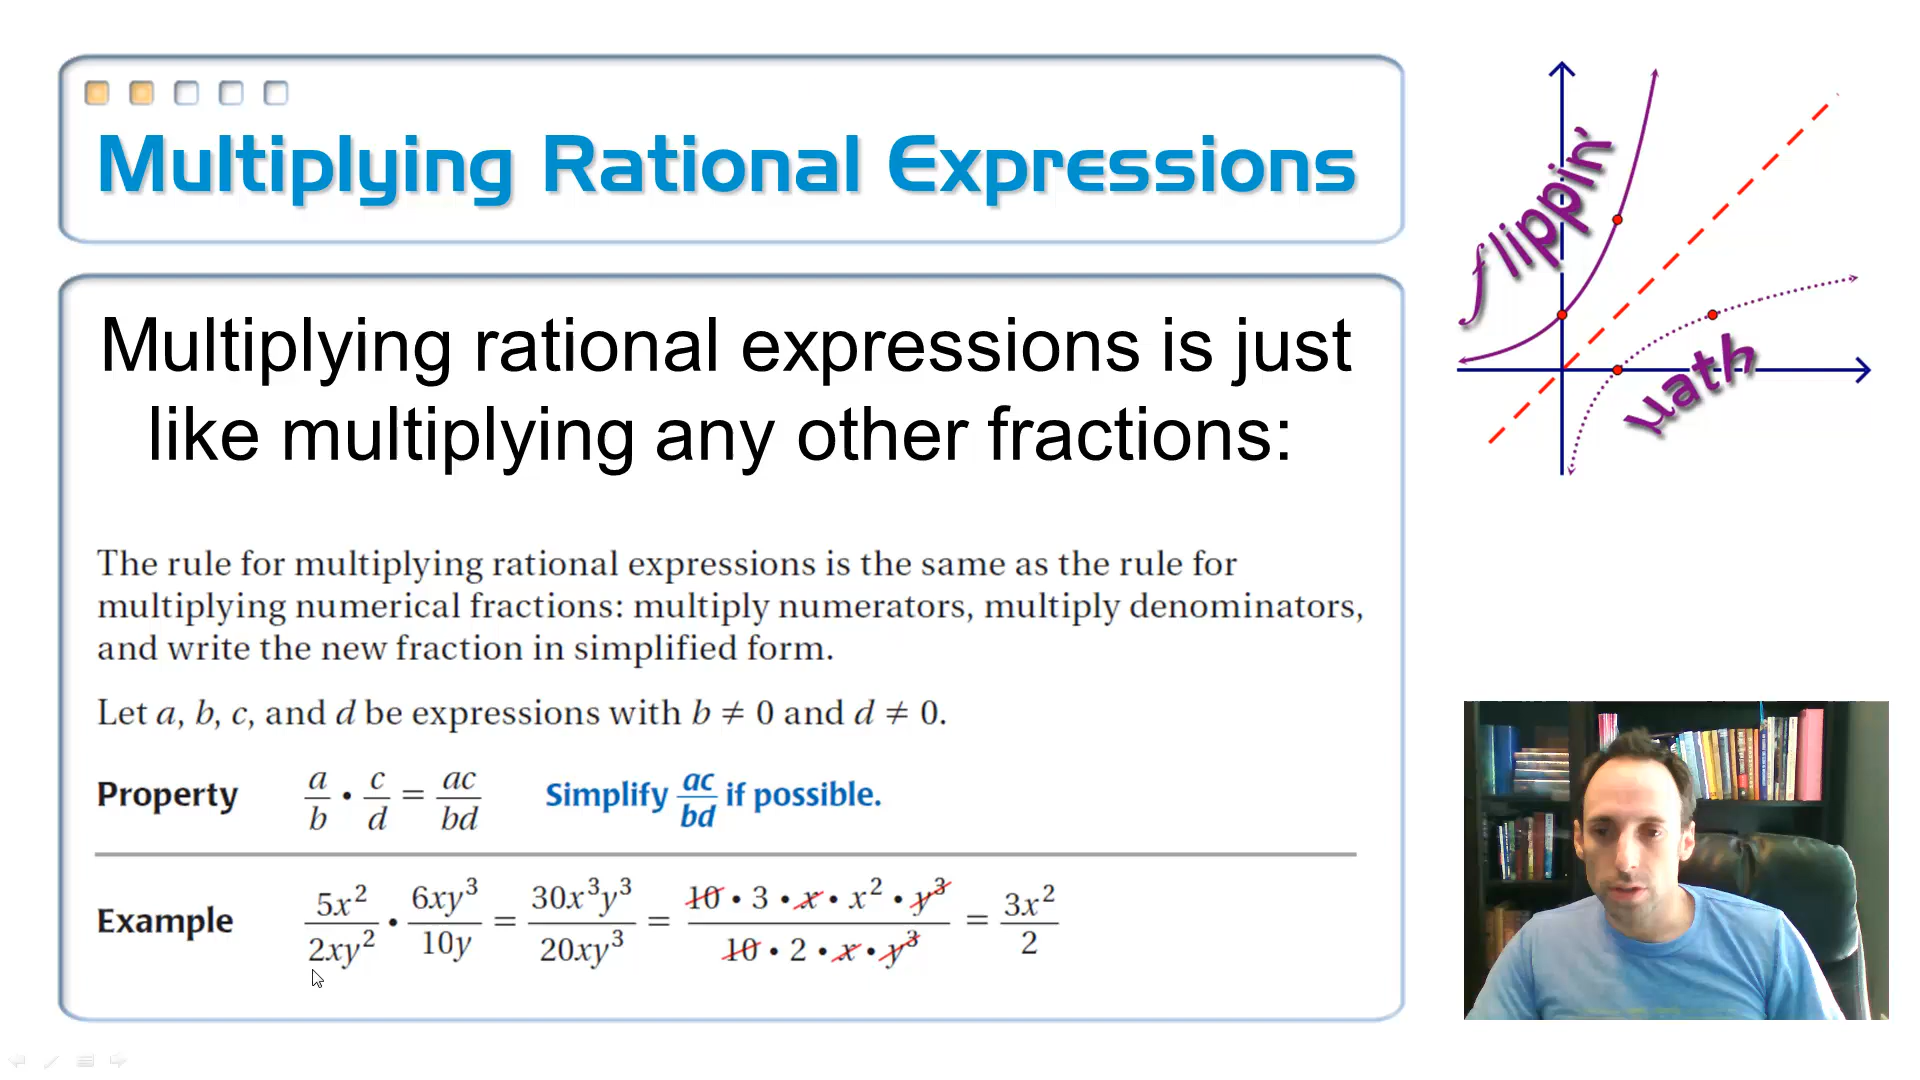 Multiplying Rational Expressions
flippin'
math
Multiplying rational expressions is just
like multiplying any other fractions:
The rule for multiplying rational expressions is the same as the rule for
multiplying numerical fractions: multiply numerators, multiply denominators,
and write the new fraction in simplified form.
Let a, b, c, and d be expressions with b ≠ 0 and d ≠ 0.
Property a/b • c/d = ac/bd Simplify ac/bd if possible.
Example 5x²/2xy² • 6xy³/10y = 30x³y³/20xy³ = 10 • 3 • x • x² • y³/10 • 2 • x • y³ = 3x²/2